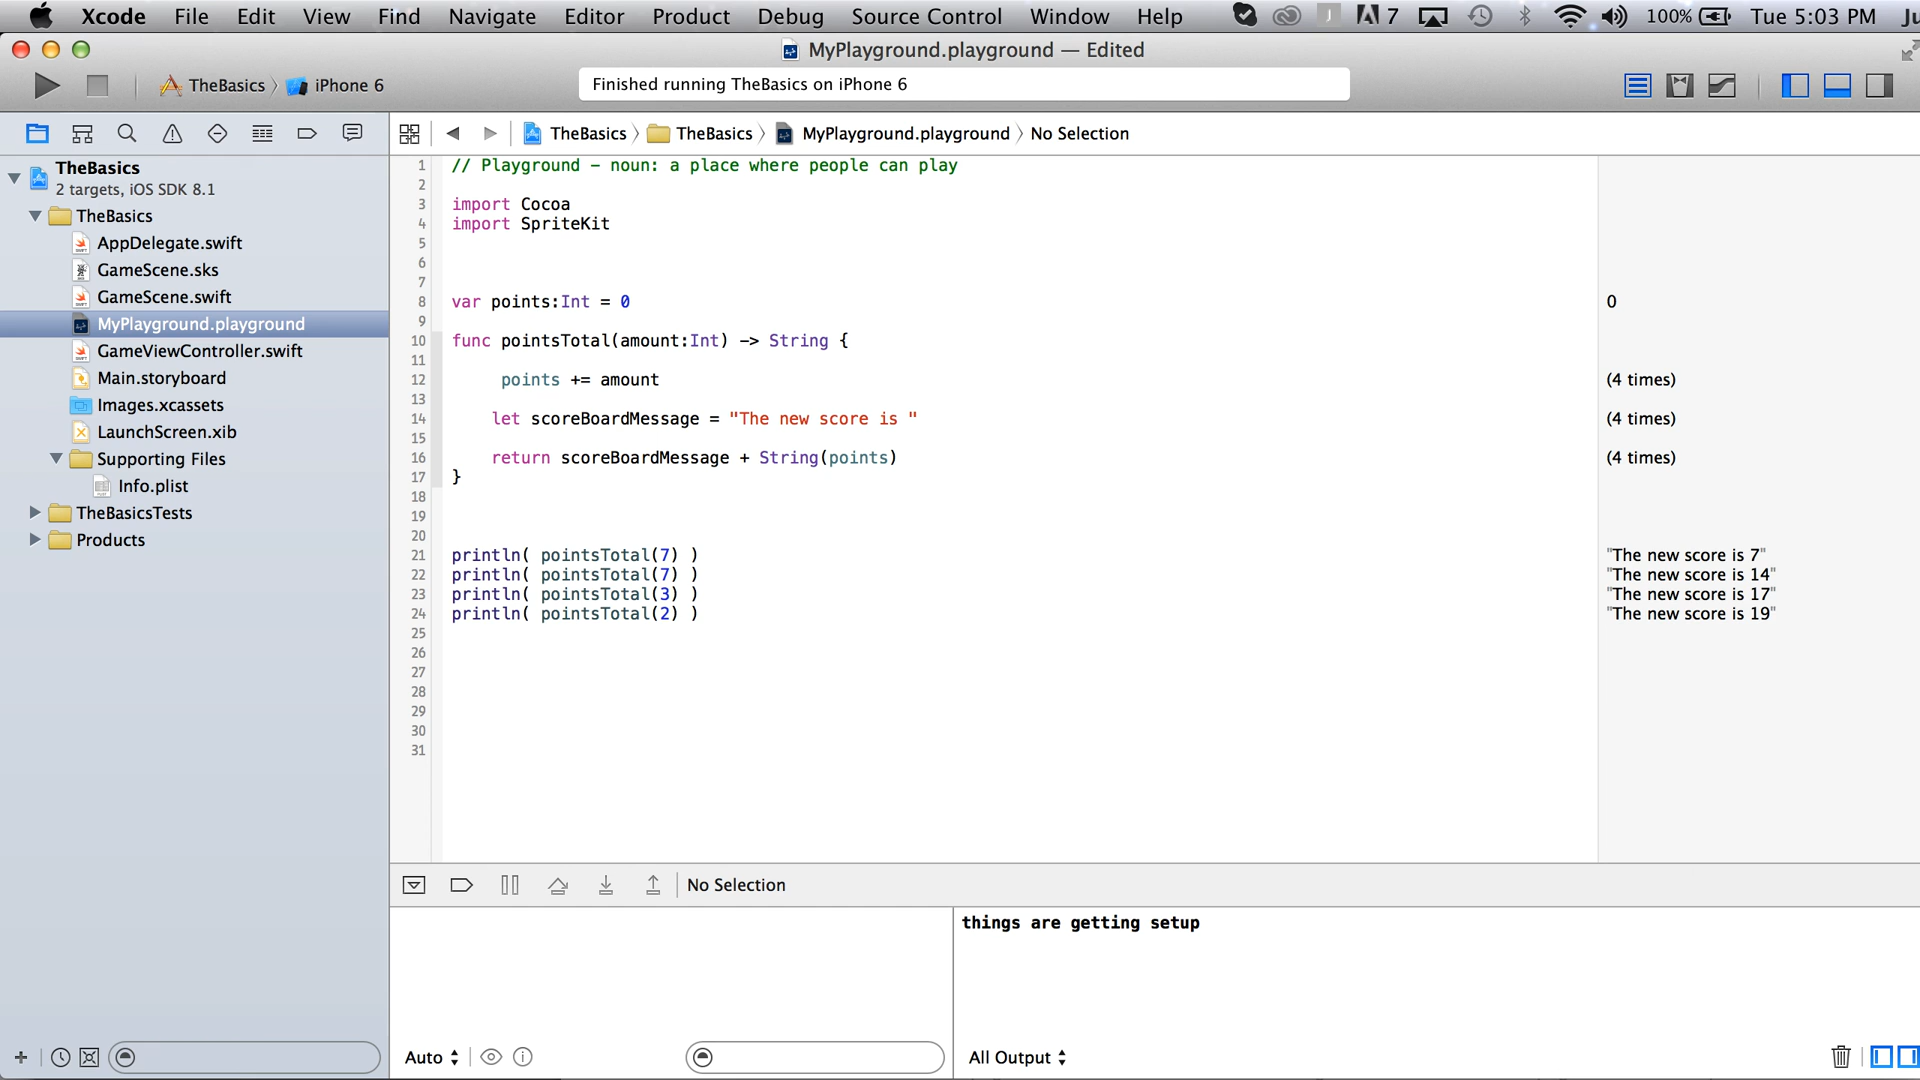 Xcode File Edit View Find Navigate Editor Product Debug Source Control Window Help 7 100% Tue 5:03 PM
MyPlayground.playground — Edited
TheBasics iPhone 6
Finished running TheBasics on iPhone 6
TheBasics TheBasics MyPlayground.playground No Selection
TheBasics
2 targets, iOS SDK 8.1
TheBasics
AppDelegate.swift
GameScene.sks
GameScene.swift
MyPlayground.playground
GameViewController.swift
Main.storyboard
Images.xcassets
LaunchScreen.xib
Supporting Files
Info.plist
TheBasicsTests
Products
1 // Playground – noun: a place where people can play
2
3 import Cocoa
4 import SpriteKit
5
6
7
8 var points:Int = 0 0
9
10 func pointsTotal(amount:Int) -> String {
11
12 points += amount (4 times)
13
14 let scoreBoardMessage = "The new score is " (4 times)
15
16 return scoreBoardMessage + String(points) (4 times)
17 }
18
19
20
21 println( pointsTotal(7) ) "The new score is 7"
22 println( pointsTotal(7) ) "The new score is 14"
23 println( pointsTotal(3) ) "The new score is 17"
24 println( pointsTotal(2) ) "The new score is 19"
25
26
27
28
29
30
31
No Selection
things are getting setup
Auto All Output